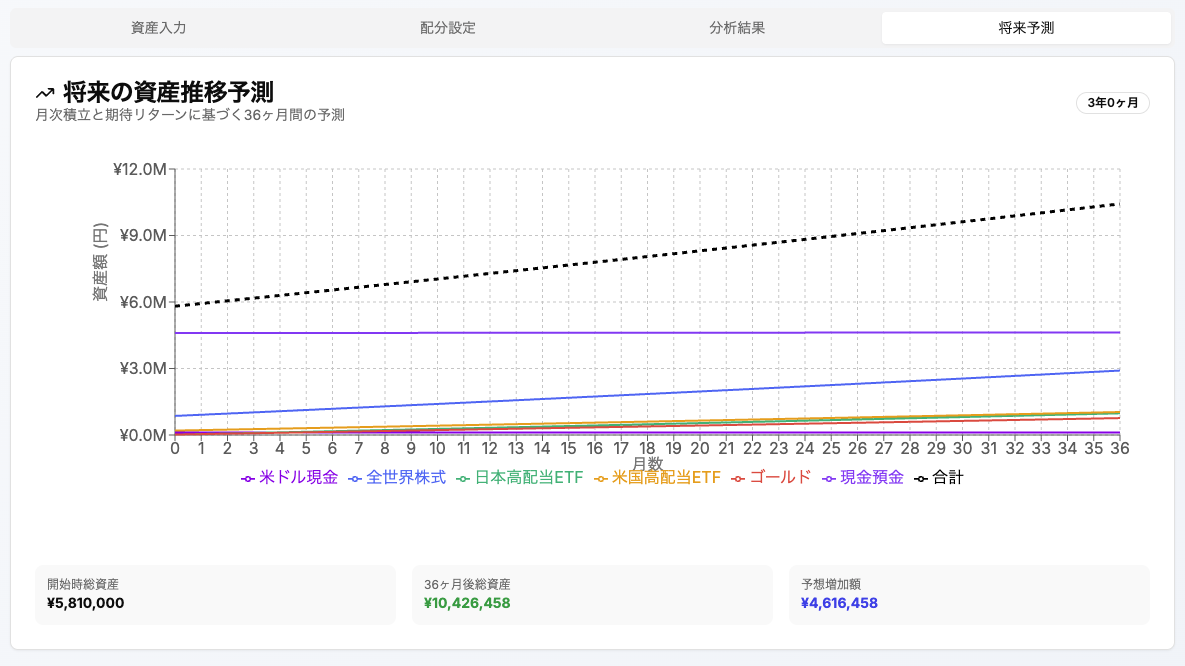 資産入力 配分設定 分析結果 将来予測
将来の資産推移予測
月次積立と期待リターンに基づく36ヶ月間の予測
3年0ヶ月
¥12.0M
¥9.0M
¥6.0M
¥3.0M
¥0.0M
資産額 (円)
0 1 2 3 4 5 6 7 8 9 10 11 12 13 14 15 16 17 18 19 20 21 22 23 24 25 26 27 28 29 30 31 32 33 34 35 36
月数
米ドル現金 全世界株式 日本高配当ETF 米国高配当ETF ゴールド 現金預金 合計
開始時総資産
¥5,810,000
36ヶ月後総資産
¥10,426,458
予想増加額
¥4,616,458